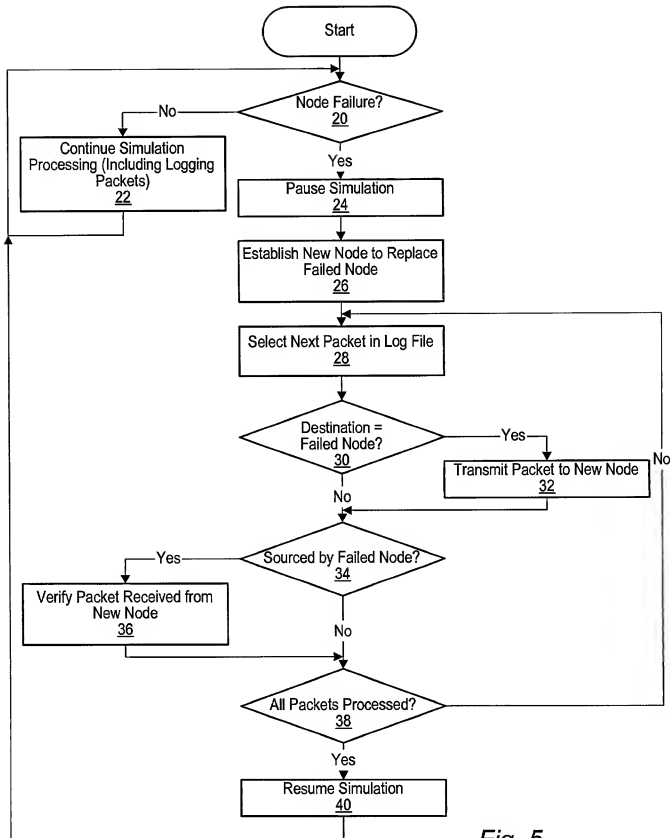 Start
Node Failure?
20
No
Yes
Continue Simulation
Processing (Including Logging
Packets)
22
Pause Simulation
24
Establish New Node to Replace
Failed Node
26
Select Next Packet in Log File
28
Destination =
Failed Node?
30
Yes
No
Transmit Packet to New Node
32
No
Sourced by Failed Node?
34
Yes
Verify Packet Received from
New Node
36
No
All Packets Processed?
38
Yes
Resume Simulation
40
Fig. 5